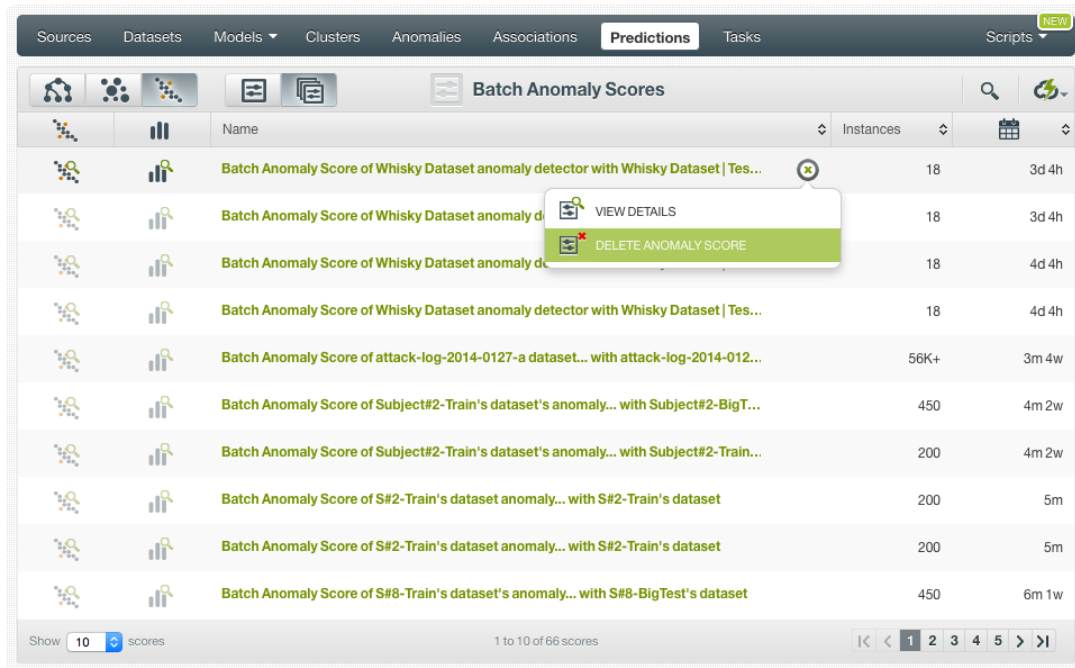 NEW
Sources Datasets Models Clusters Anomalies Associations Predictions Tasks Scripts
Batch Anomaly Scores
Name Instances
Batch Anomaly Score of Whisky Dataset anomaly detector with Whisky Dataset | Tes... 18 3d 4h
VIEW DETAILS
Batch Anomaly Score of Whisky Dataset anomaly d 18 3d 4h
DELETE ANOMALY SCORE
Batch Anomaly Score of Whisky Dataset anomaly de 18 4d 4h
Batch Anomaly Score of Whisky Dataset anomaly detector with Whisky Dataset | Tes... 18 4d 4h
Batch Anomaly Score of attack-log-2014-0127-a dataset... with attack-log-2014-012... 56K+ 3m 4w
Batch Anomaly Score of Subject#2-Train's dataset's anomaly... with Subject#2-BigT... 450 4m 2w
Batch Anomaly Score of Subject#2-Train's dataset's anomaly... with Subject#2-Train... 200 4m 2w
Batch Anomaly Score of S#2-Train's dataset anomaly... with S#2-Train's dataset 200 5m
Batch Anomaly Score of S#2-Train's dataset anomaly... with S#2-Train's dataset 200 5m
Batch Anomaly Score of S#8-Train's dataset's anomaly... with S#8-BigTest's dataset 450 6m 1w
Show 10 scores 1 to 10 of 66 scores 1 2 3 4 5